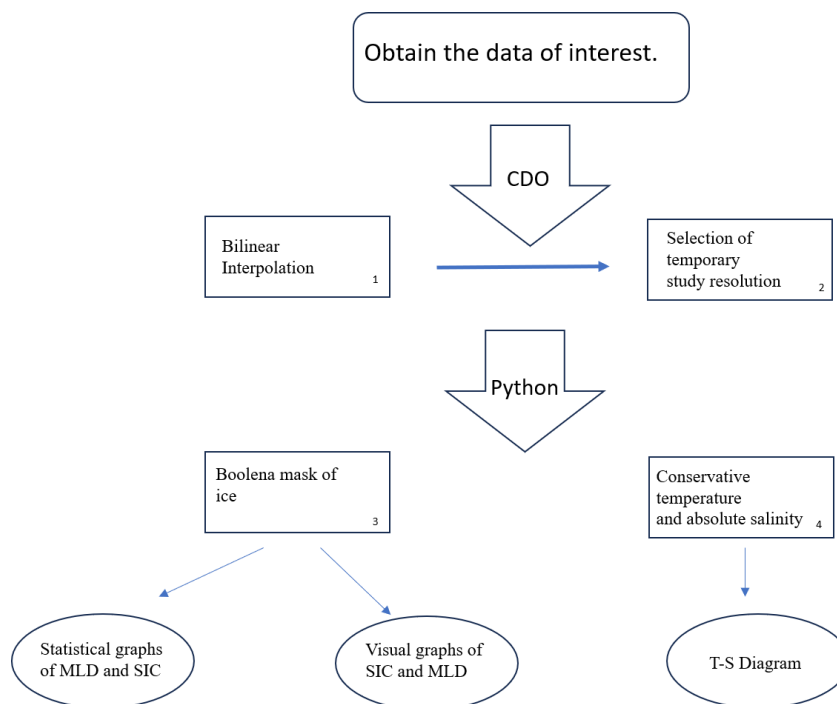 Obtain the data of interest.
CDO
Bilinear
Interpolation
1
Selection of
temporary
study resolution
2
Python
Boolena mask of
ice
3
Conservative
temperature
and absolute salinity
4
Statistical graphs
of MLD and SIC
Visual graphs of
SIC and MLD
T-S Diagram